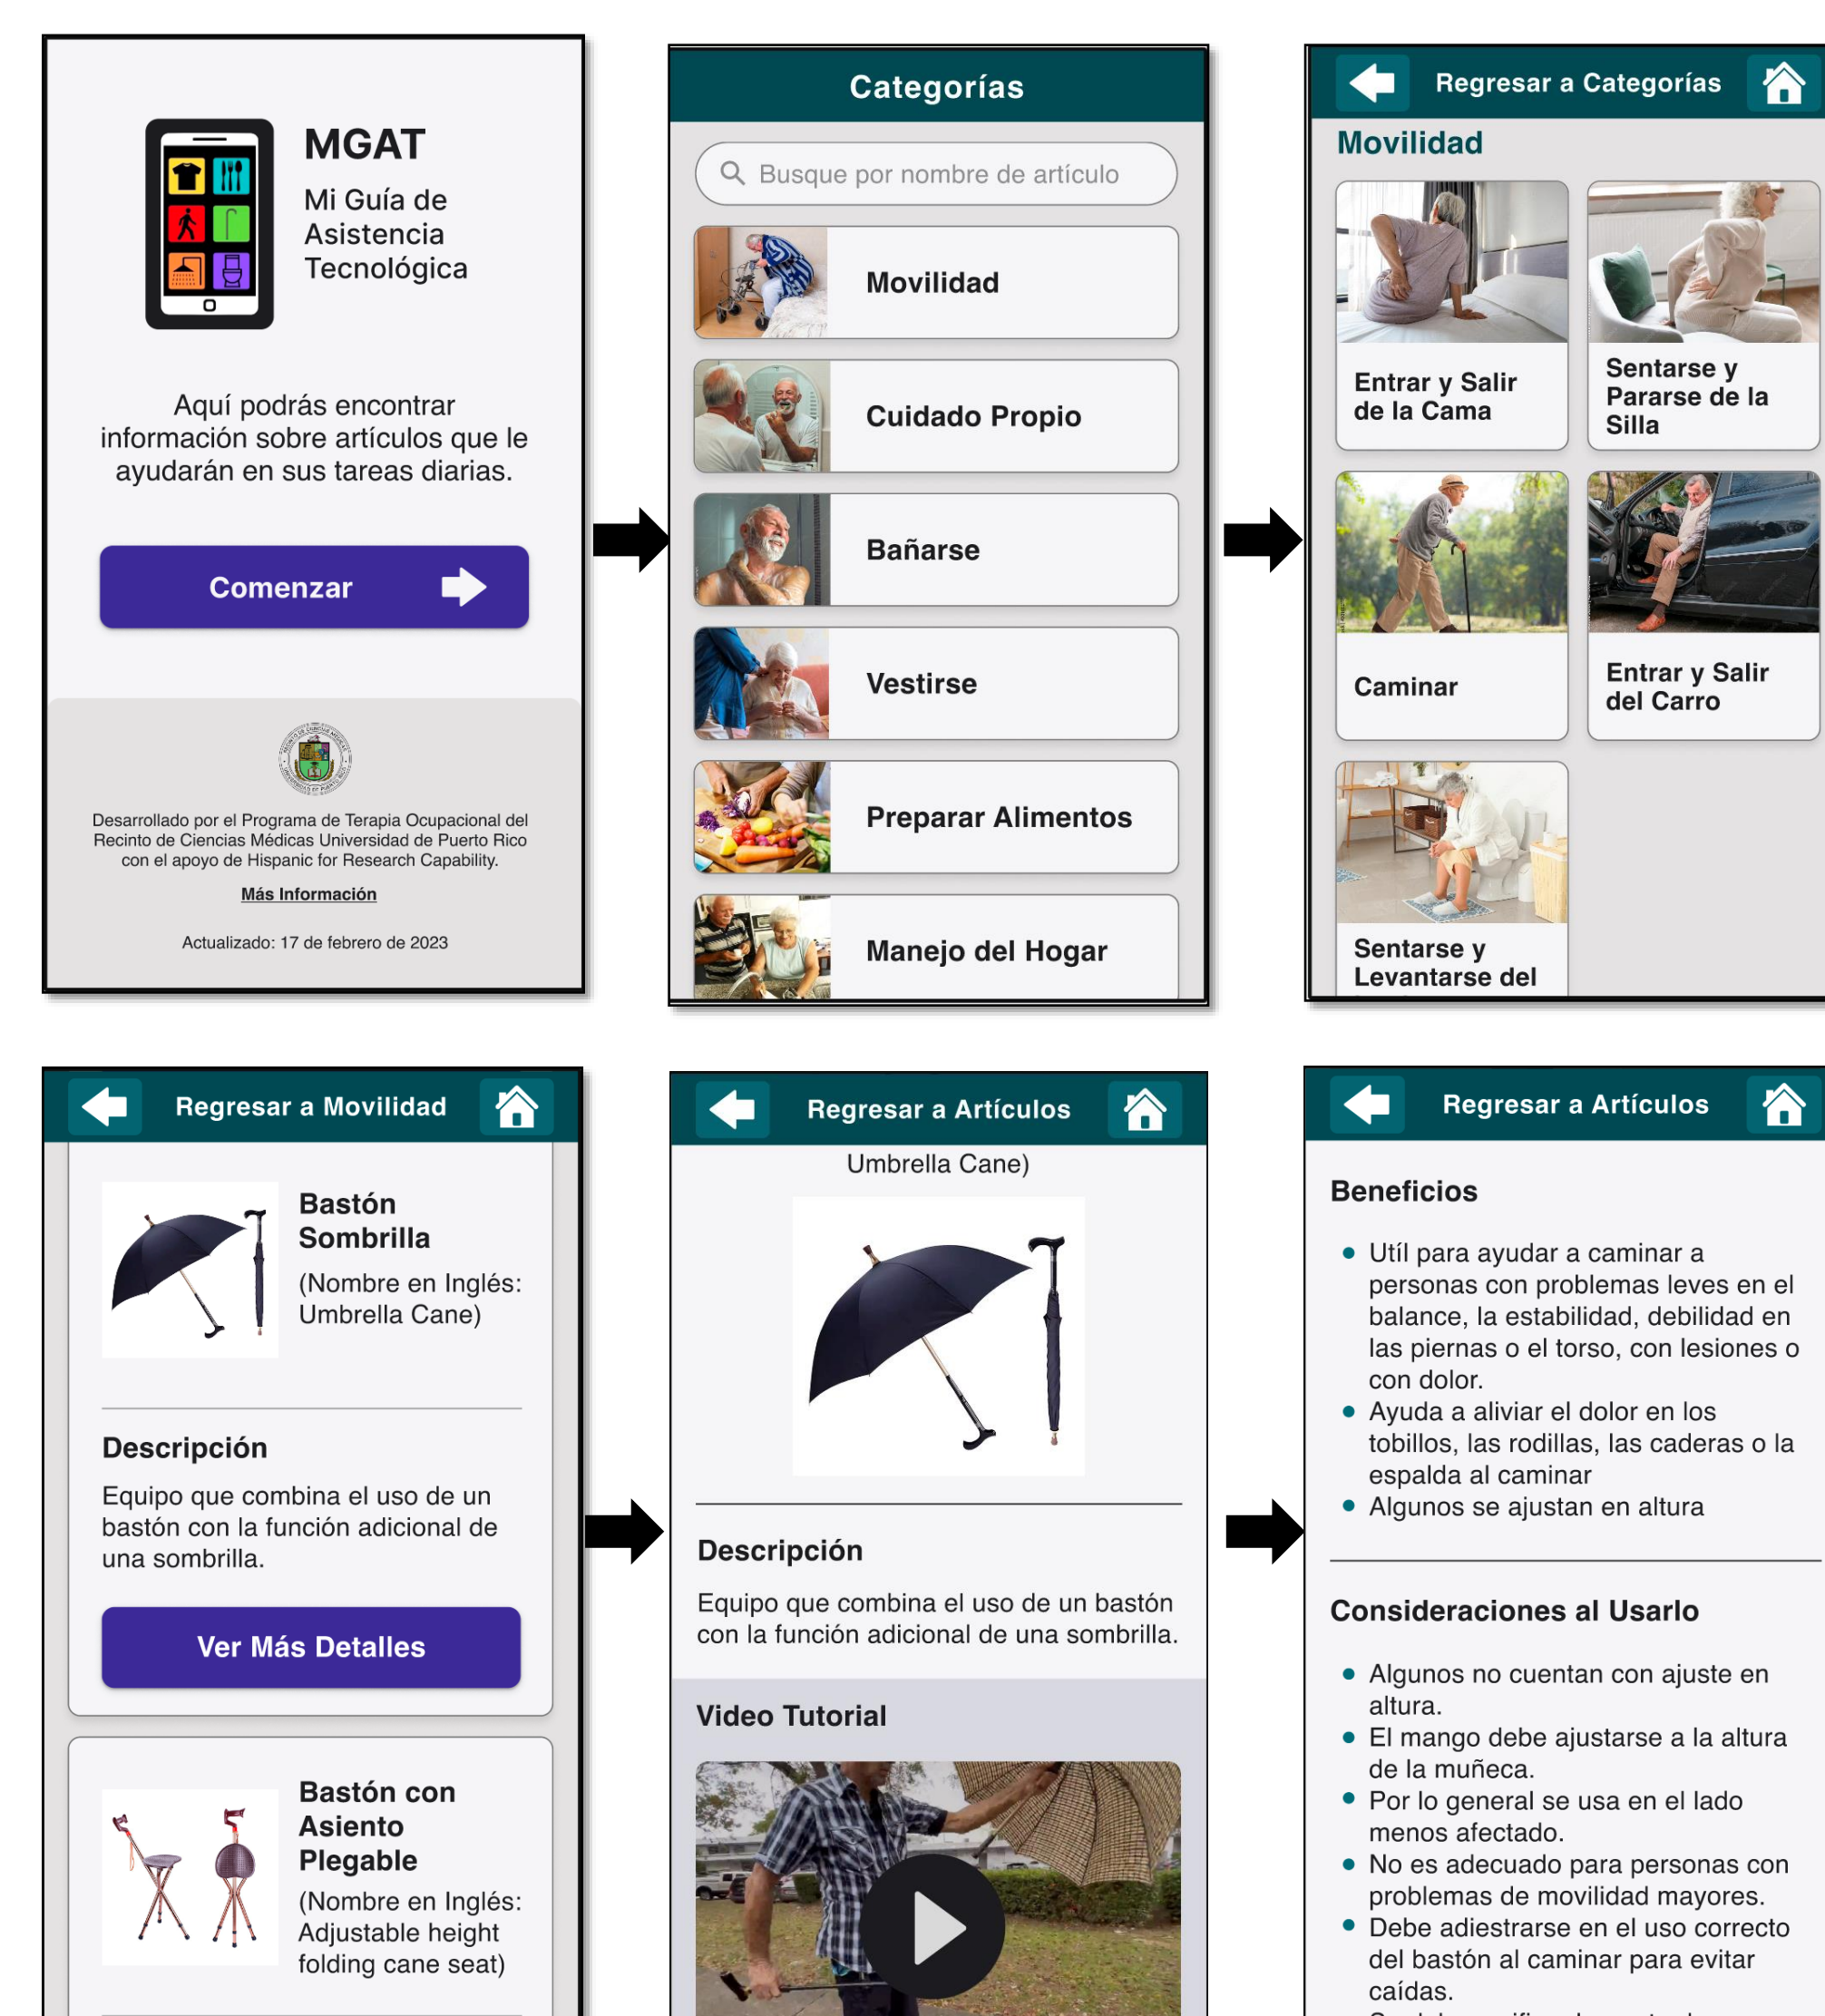 MGAT
Mi Guía de
Asistencia
Tecnológica
Aquí podrás encontrar
información sobre artículos que le
ayudarán en sus tareas diarias.
Comenzar
RECINTO DE CIENCIAS MÉDICAS
UNIVERSIDAD DE PUERTO RICO
Desarrollado por el Programa de Terapia Ocupacional del
Recinto de Ciencias Médicas Universidad de Puerto Rico
con el apoyo de Hispanic for Research Capability.
Más Información
Actualizado: 17 de febrero de 2023
Categorías
Busque por nombre de artículo
Movilidad
Cuidado Propio
Bañarse
Vestirse
Preparar Alimentos
Manejo del Hogar
Regresar a Categorías
Movilidad
Entrar y Salir
de la Cama
Sentarse y
Pararse de la
Silla
Caminar
Entrar y Salir
del Carro
Sentarse y
Levantarse del
Regresar a Movilidad
Bastón
Sombrilla
(Nombre en Inglés:
Umbrella Cane)
Descripción
Equipo que combina el uso de un
bastón con la función adicional de
una sombrilla.
Ver Más Detalles
Bastón con
Asiento
Plegable
(Nombre en Inglés:
Adjustable height
folding cane seat)
Regresar a Artículos
Umbrella Cane)
Descripción
Equipo que combina el uso de un bastón
con la función adicional de una sombrilla.
Video Tutorial
Regresar a Artículos
Beneficios
Utíl para ayudar a caminar a
personas con problemas leves en el
balance, la estabilidad, debilidad en
las piernas o el torso, con lesiones o
con dolor.
Ayuda a aliviar el dolor en los
tobillos, las rodillas, las caderas o la
espalda al caminar
Algunos se ajustan en altura
Consideraciones al Usarlo
Algunos no cuentan con ajuste en
altura.
El mango debe ajustarse a la altura
de la muñeca.
Por lo general se usa en el lado
menos afectado.
No es adecuado para personas con
problemas de movilidad mayores.
Debe adiestrarse en el uso correcto
del bastón al caminar para evitar
caídas.